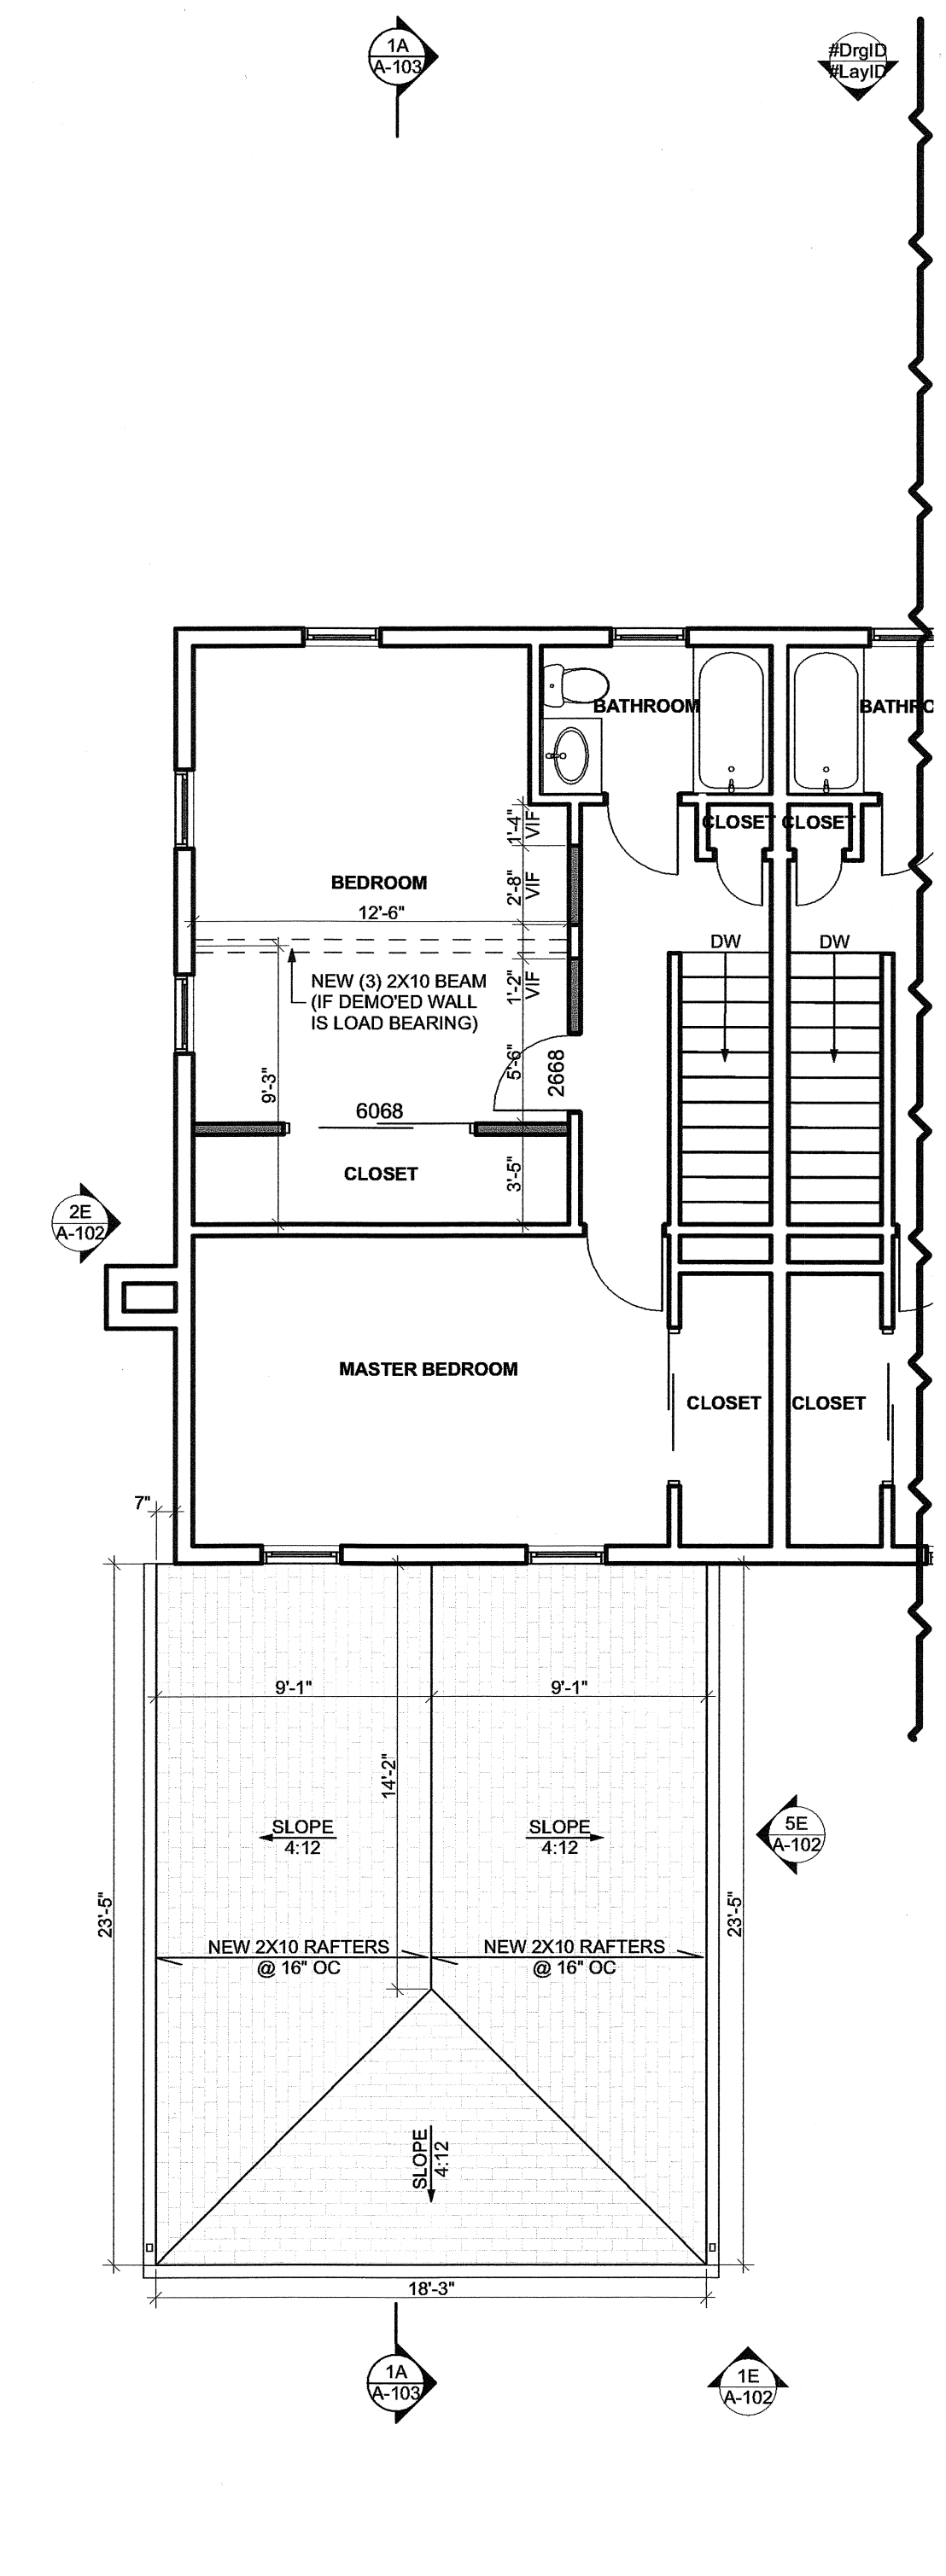 1A
A-103
#DrgID
#LayID
BATHROOM
BATHRO
CLOSET
CLOSET
1'-4"
VIF
2'-8"
VIF
BEDROOM
12'-6"
DW
DW
NEW (3) 2X10 BEAM
(IF DEMO'ED WALL
IS LOAD BEARING)
1'-2"
VIF
5'-6"
2668
9'-3"
6068
CLOSET
3'-5"
2E
A-102
MASTER BEDROOM
CLOSET
CLOSET
7"
9'-1"
9'-1"
14'-2"
SLOPE
4:12
SLOPE
4:12
5E
A-102
23'-5"
23'-5"
NEW 2X10 RAFTERS
@ 16" OC
NEW 2X10 RAFTERS
@ 16" OC
SLOPE
4:12
18'-3"
1A
A-103
1E
A-102